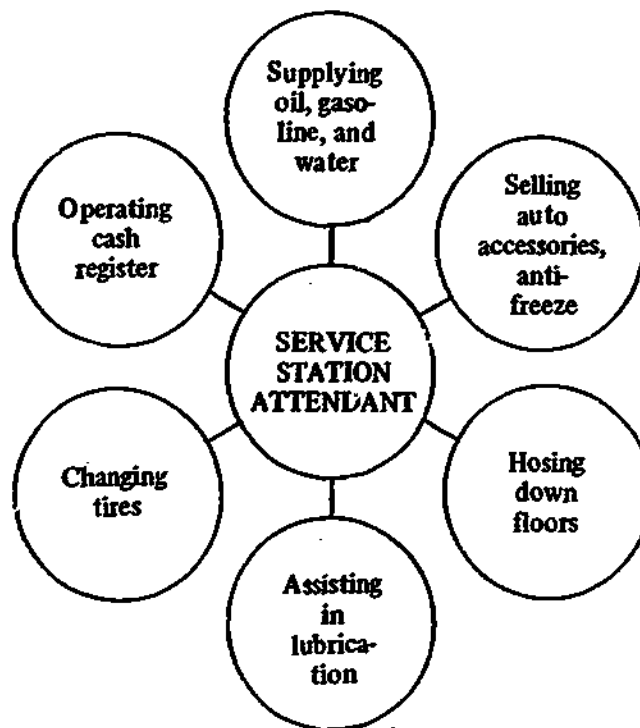 Supplying
oil, gaso-
line, and
water
Operating
cash
register
Selling
auto
accessories,
anti-
freeze
SERVICE
STATION
ATTENDANT
Changing
tires
Hosing
down
floors
Assisting
in
lubrica-
tion